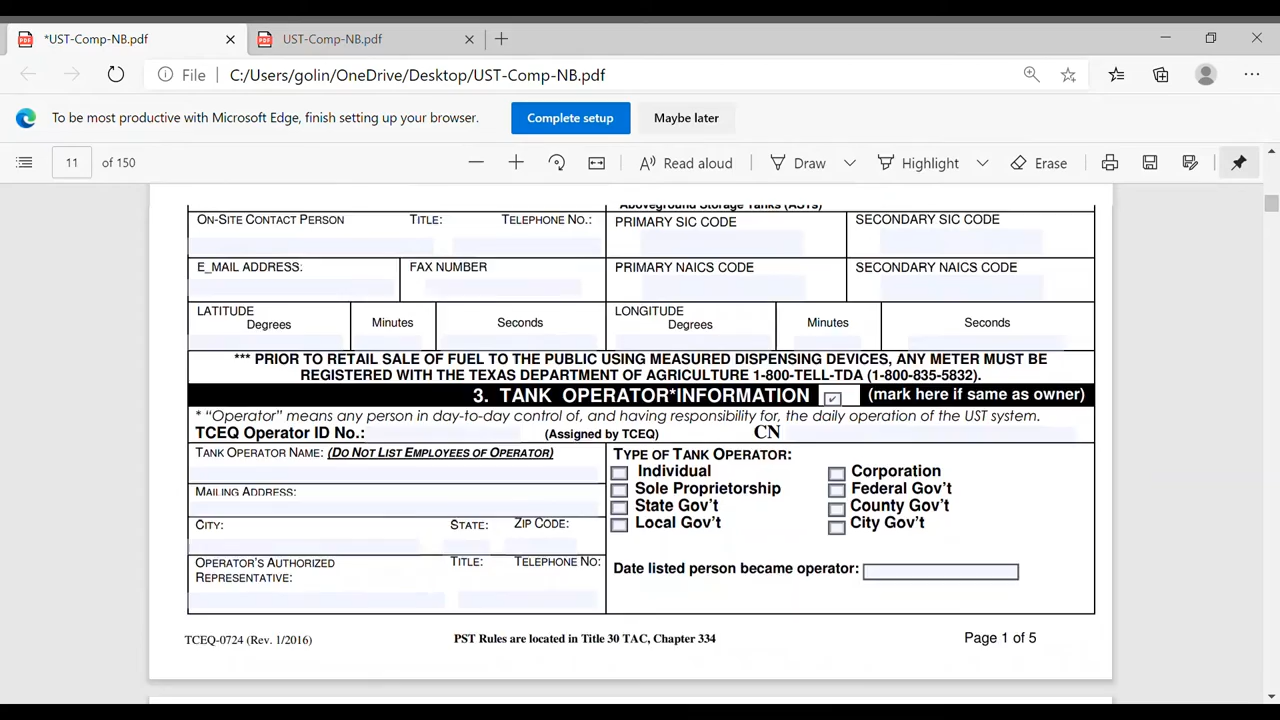 *UST-Comp-NB.pdf
UST-Comp-NB.pdf
File
C:/Users/golin/OneDrive/Desktop/UST-Comp-NB.pdf
To be most productive with Microsoft Edge, finish setting up your browser.
Complete setup
Maybe later
11 of 150
Read aloud
Draw
Highlight
Erase
Aboveground Storage Tanks (ASTs)
ON-SITE CONTACT PERSON TITLE: TELEPHONE NO.:
PRIMARY SIC CODE
SECONDARY SIC CODE
E_MAIL ADDRESS:
FAX NUMBER
PRIMARY NAICS CODE
SECONDARY NAICS CODE
LATITUDE
Degrees
Minutes
Seconds
LONGITUDE
Degrees
Minutes
Seconds
*** PRIOR TO RETAIL SALE OF FUEL TO THE PUBLIC USING MEASURED DISPENSING DEVICES, ANY METER MUST BE
REGISTERED WITH THE TEXAS DEPARTMENT OF AGRICULTURE 1-800-TELL-TDA (1-800-835-5832).
3. TANK OPERATOR*INFORMATION (mark here if same as owner)
* "Operator" means any person in day-to-day control of, and having responsibility for, the daily operation of the UST system.
TCEQ Operator ID No.: (Assigned by TCEQ) CN
TANK OPERATOR NAME: (DO NOT LIST EMPLOYEES OF OPERATOR)
MAILING ADDRESS:
CITY: STATE: ZIP CODE:
OPERATOR'S AUTHORIZED TITLE: TELEPHONE NO:
REPRESENTATIVE:
TYPE OF TANK OPERATOR:
Individual Corporation
Sole Proprietorship Federal Gov't
State Gov't County Gov't
Local Gov't City Gov't
Date listed person became operator:
TCEQ-0724 (Rev. 1/2016) PST Rules are located in Title 30 TAC, Chapter 334 Page 1 of 5